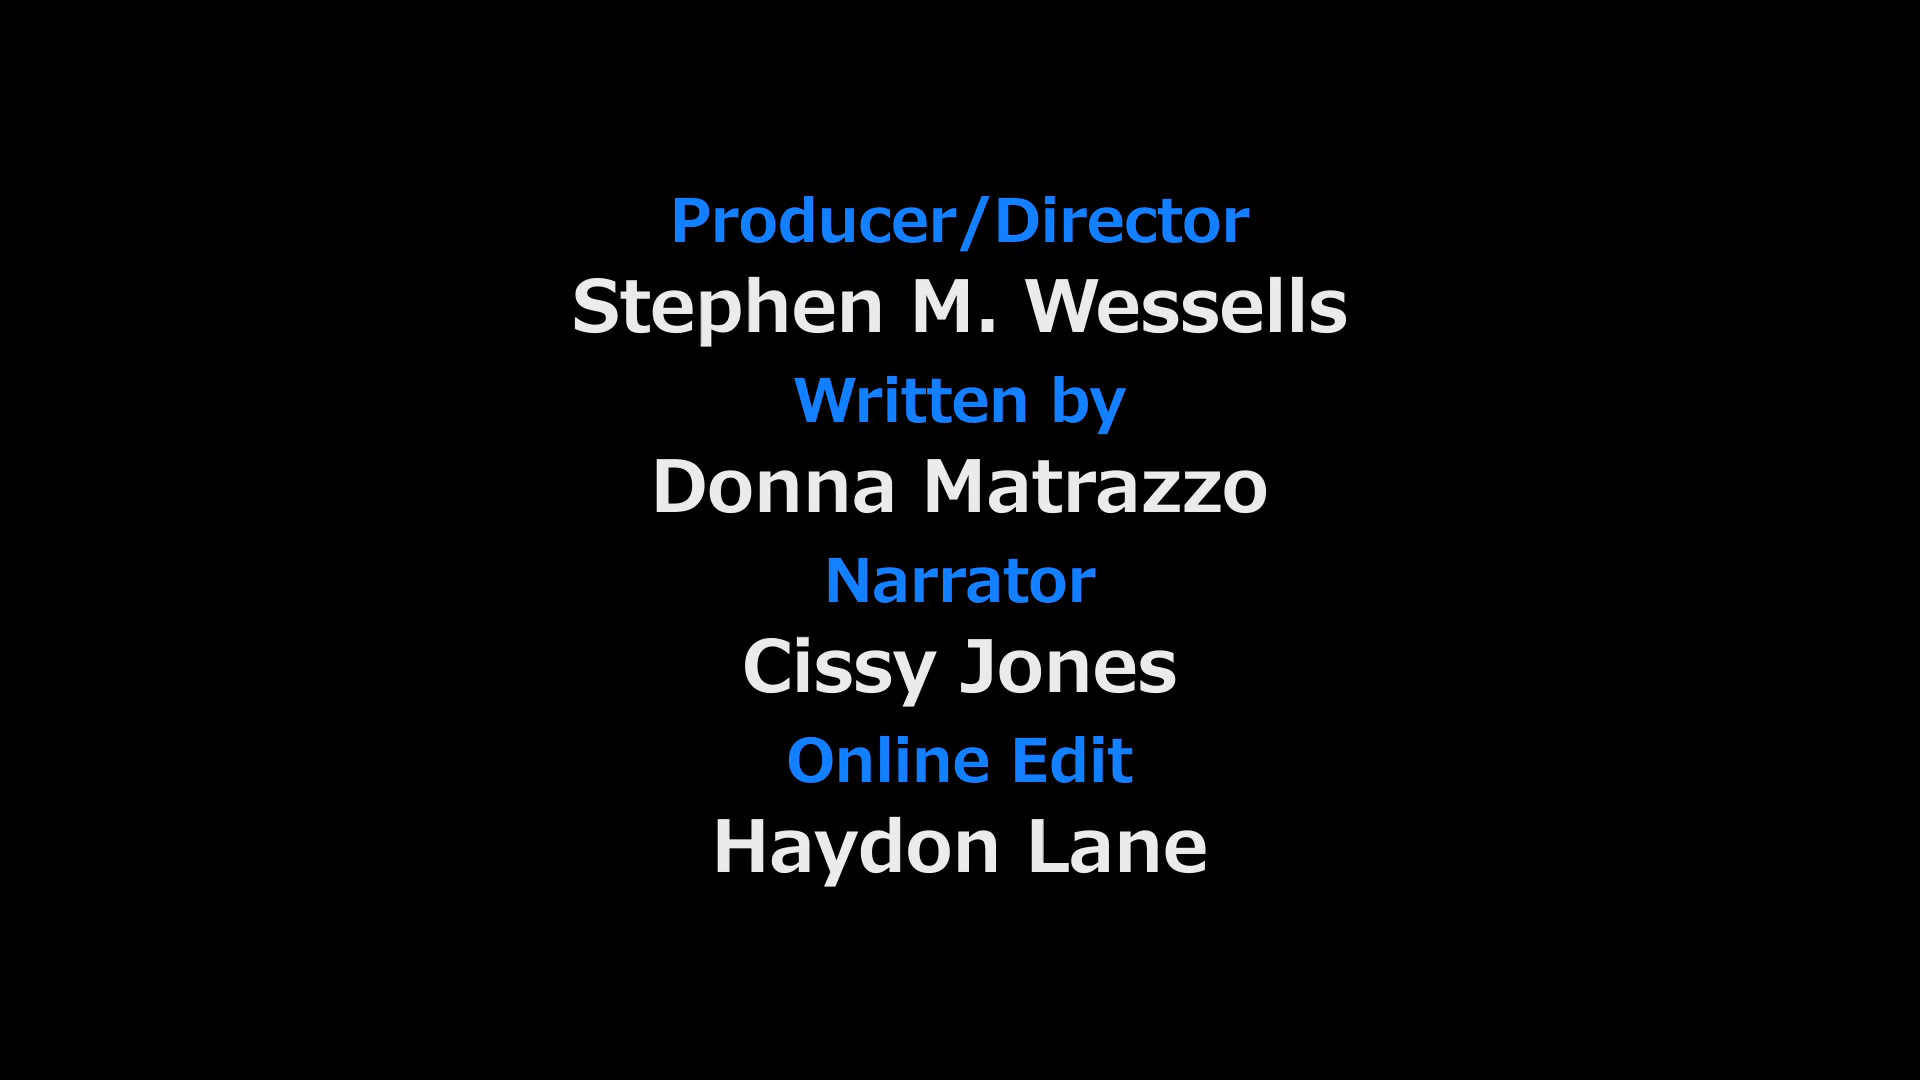 Producer/Director
Stephen M. Wessells
Written by
Donna Matrazzo
Narrator
Cissy Jones
Online Edit
Haydon Lane